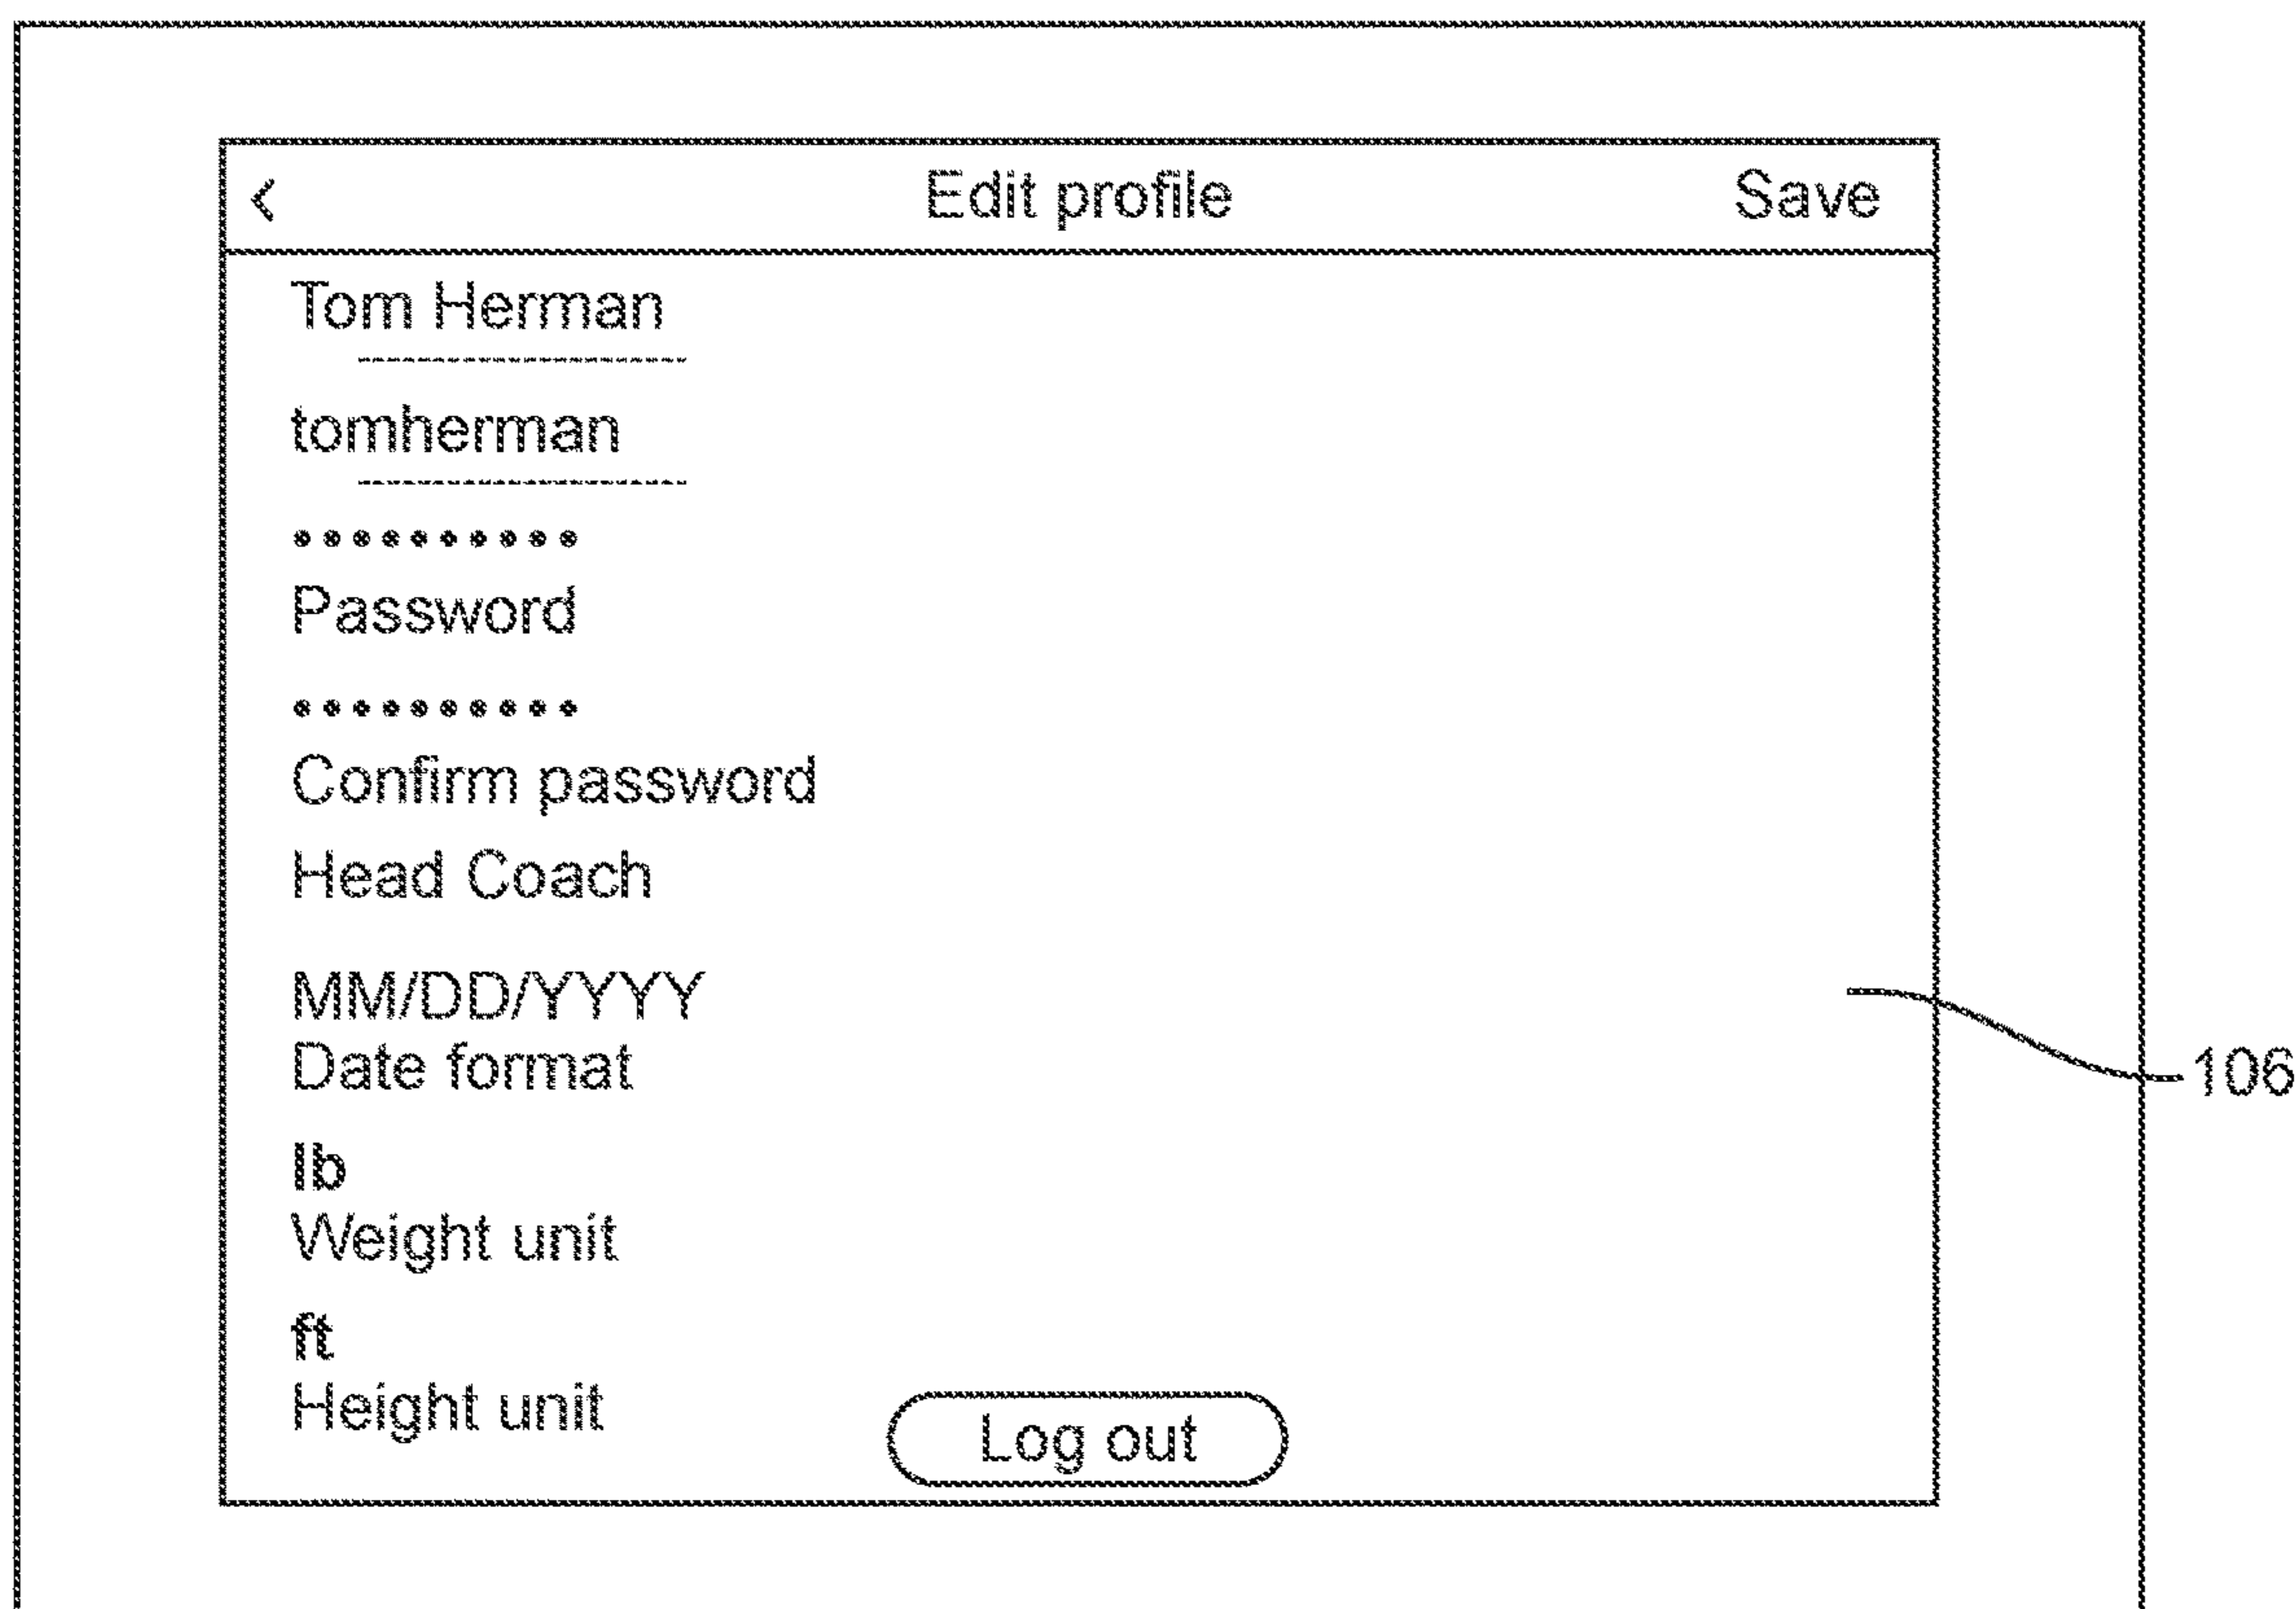 < Edit profile Save
Tom Herman
tomherman
••••••••••
Password
••••••••••
Confirm password
Head Coach
MM/DD/YYYY
Date format
106
lb
Weight unit
ft
Height unit
Log out